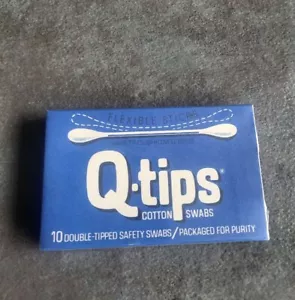 FLEXIBLE STICKS
Q·tips®
COTTON SWABS
10 DOUBLE-TIPPED SAFETY SWABS/PACKAGED FOR PURITY